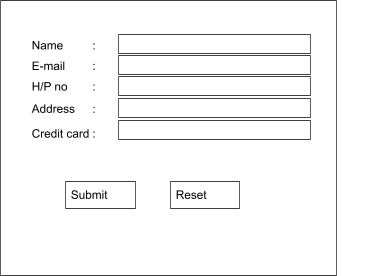 Name :
E-mail :
H/P no :
Address :
Credit card :
Submit Reset